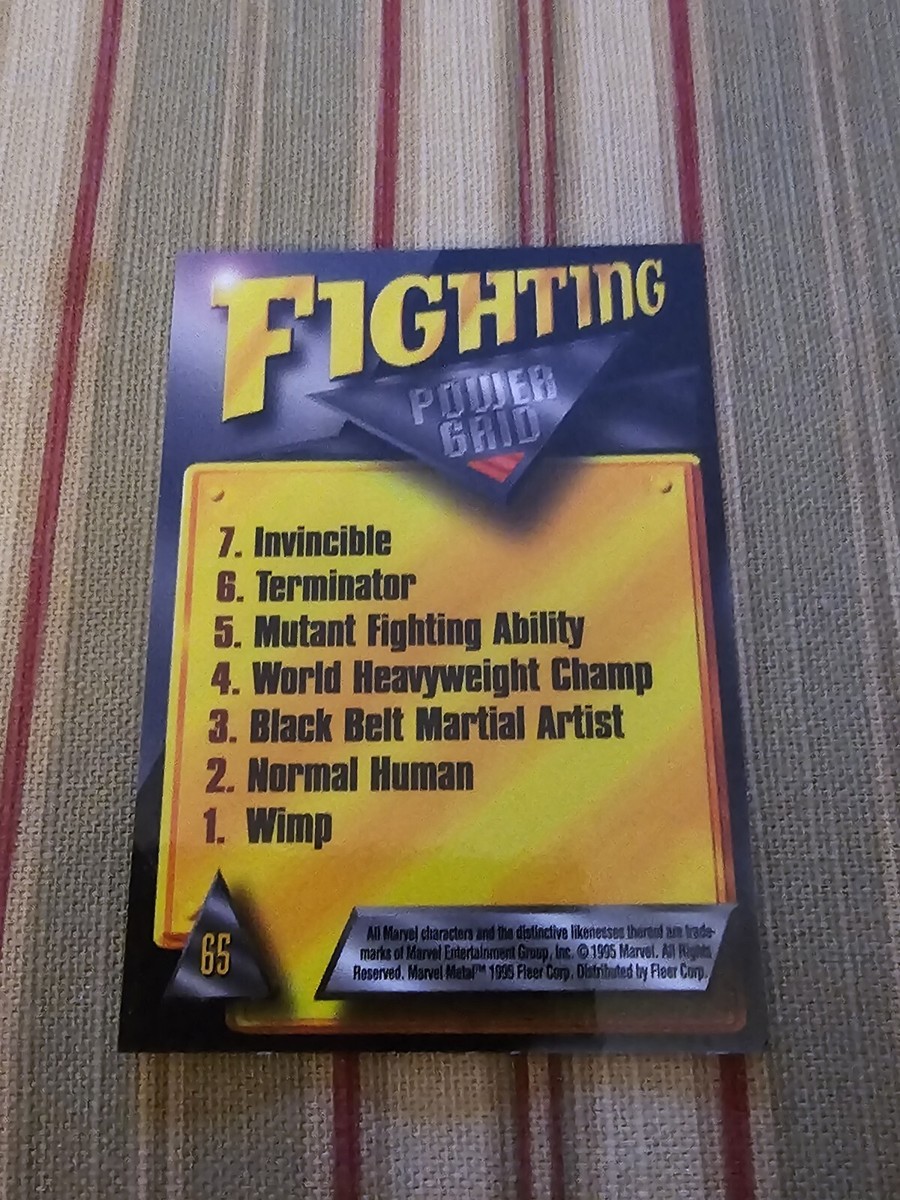 FIGHTInG
POWER
GRID
7. Invincible
6. Terminator
5. Mutant Fighting Ability
4. World Heavyweight Champ
3. Black Belt Martial Artist
2. Normal Human
1. Wimp
65
All Marvel characters and the distinctive likenesses thereof are trade-
marks of Marvel Entertainment Group, Inc. © 1995 Marvel. All Rights
Reserved. Marvel Metal™ 1995 Fleer Corp. Distributed by Fleer Corp.